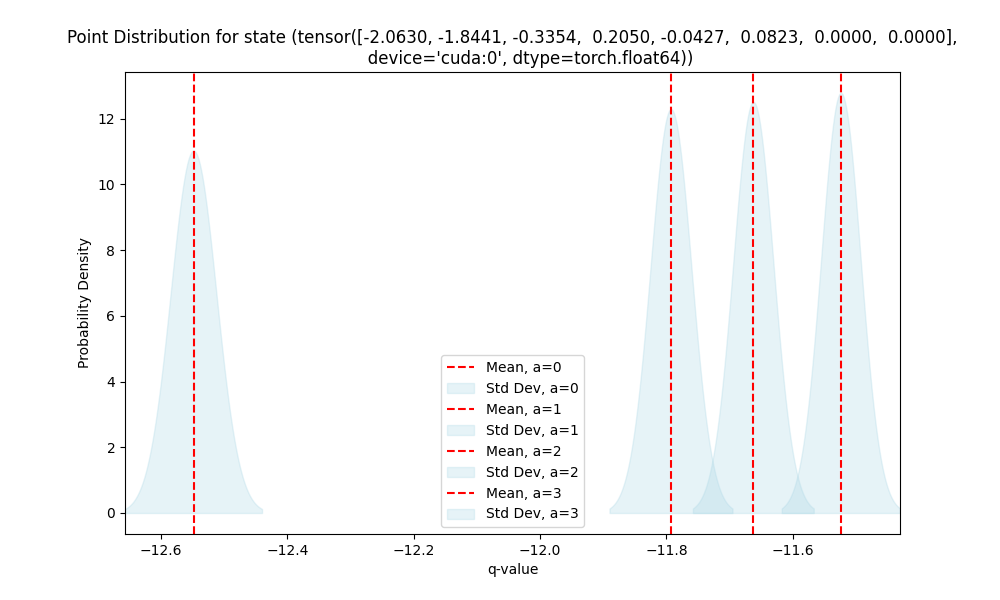 Point Distribution for state (tensor([-2.0630, -1.8441, -0.3354,  0.2050, -0.0427,  0.0823,  0.0000,  0.0000],
device='cuda:0', dtype=torch.float64))
Probability Density
12
10
8
6
4
2
0
Mean, a=0
Std Dev, a=0
Mean, a=1
Std Dev, a=1
Mean, a=2
Std Dev, a=2
Mean, a=3
Std Dev, a=3
−12.6 −12.4 −12.2 −12.0 −11.8 −11.6
q-value